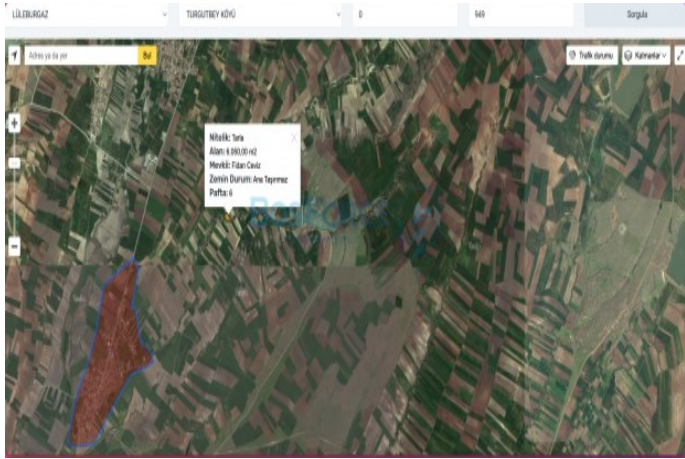 LÜLEBURGAZ
TURGUTBEY KÖYÜ
0
949
Sorgula
Adres ya da yer
Bul
Trafik durumu
Katmanlar
Nitelik: Tarla
Alan: 6.050,00 m2
Mevkii: Fidan Ceviz
Zemin Durum: Ana Taşınmaz
Pafta: 6